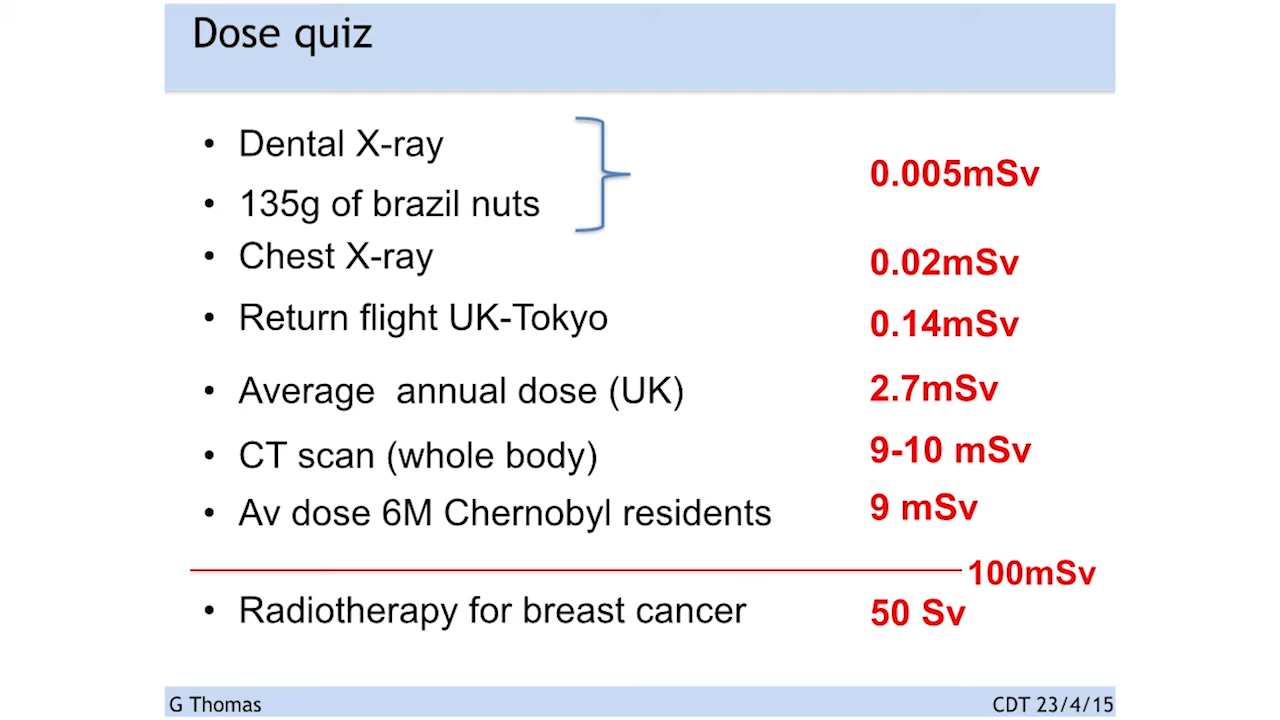 Dose quiz
• Dental X-ray
• 135g of brazil nuts
0.005mSv
• Chest X-ray 0.02mSv
• Return flight UK-Tokyo 0.14mSv
• Average  annual dose (UK) 2.7mSv
• CT scan (whole body) 9-10 mSv
• Av dose 6M Chernobyl residents 9 mSv
100mSv
• Radiotherapy for breast cancer 50 Sv
G Thomas CDT 23/4/15